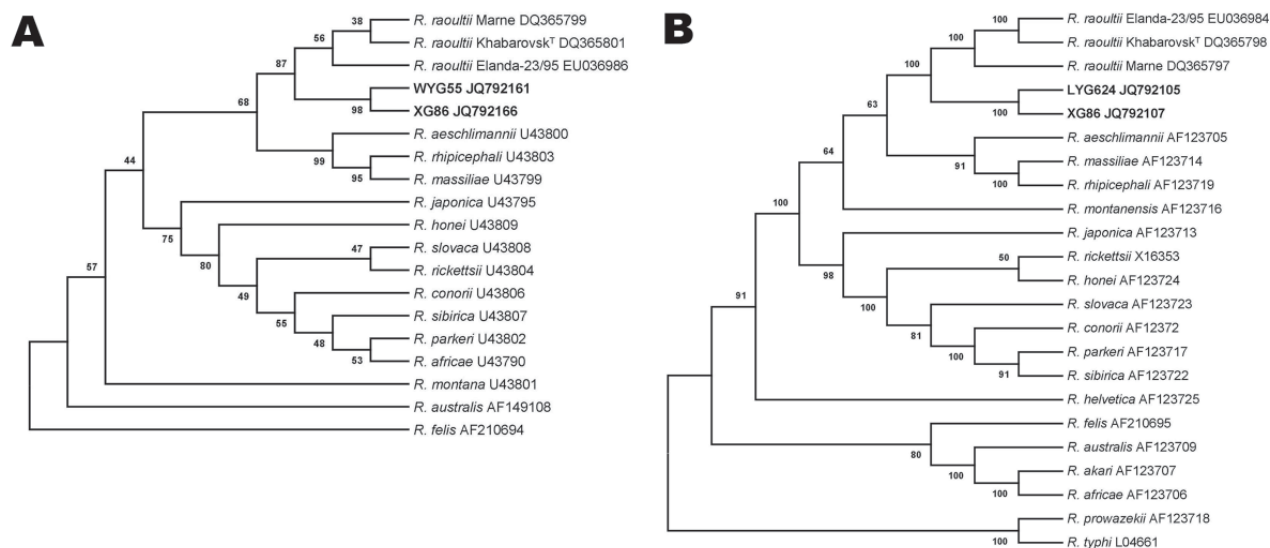 A
38
R. raoultii Marne DQ365799
56
R. raoultii Khabarovskᵀ DQ365801
87
R. raoultii Elanda-23/95 EU036986
68
WYG55 JQ792161
98
XG86 JQ792166
44
R. aeschlimannii U43800
99
R. rhipicephali U43803
95
R. massiliae U43799
R. japonica U43795
75
R. honei U43809
80
47
R. slovaca U43808
49
R. rickettsii U43804
57
R. conorii U43806
55
R. sibirica U43807
48
R. parkeri U43802
53
R. africae U43790
R. montana U43801
R. australis AF149108
R. felis AF210694
B
100
R. raoultii Elanda-23/95 EU036984
100
R. raoultii Khabarovskᵀ DQ365798
100
R. raoultii Marne DQ365797
63
LYG624 JQ792105
100
XG86 JQ792107
64
R. aeschlimannii AF123705
91
R. massiliae AF123714
100
R. rhipicephali AF123719
100
R. montanensis AF123716
R. japonica AF123713
98
50
R. rickettsii X16353
100
R. honei AF123724
91
R. slovaca AF123723
81
R. conorii AF12372
100
R. parkeri AF123717
91
R. sibirica AF123722
R. helvetica AF123725
R. felis AF210695
80
R. australis AF123709
100
R. akari AF123707
100
R. africae AF123706
R. prowazekii AF123718
100
R. typhi L04661